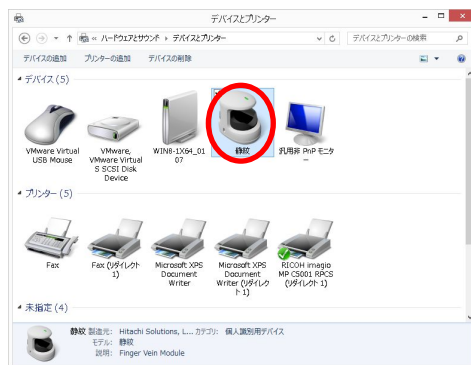 デバイスとプリンター
« ハードウェアとサウンド ▸ デバイスとプリンター
デバイスとプリンターの検索
デバイスの追加 プリンターの追加 デバイスの削除
デバイス (5)
VMware Virtual USB Mouse
VMware, VMware Virtual S SCSI Disk Device
WIN8-1X64_01 07
静紋
汎用非 PnP モニター
プリンター (5)
Fax
Fax (リダイレクト 1)
Microsoft XPS Document Writer
Microsoft XPS Document Writer (リダイレクト 1)
RICOH imagio MP C5001 RPCS (リダイレクト 1)
未指定 (4)
静紋 製造元: Hitachi Solutions, L... カテゴリ: 個人識別用デバイス
モデル: 静紋
説明: Finger Vein Module